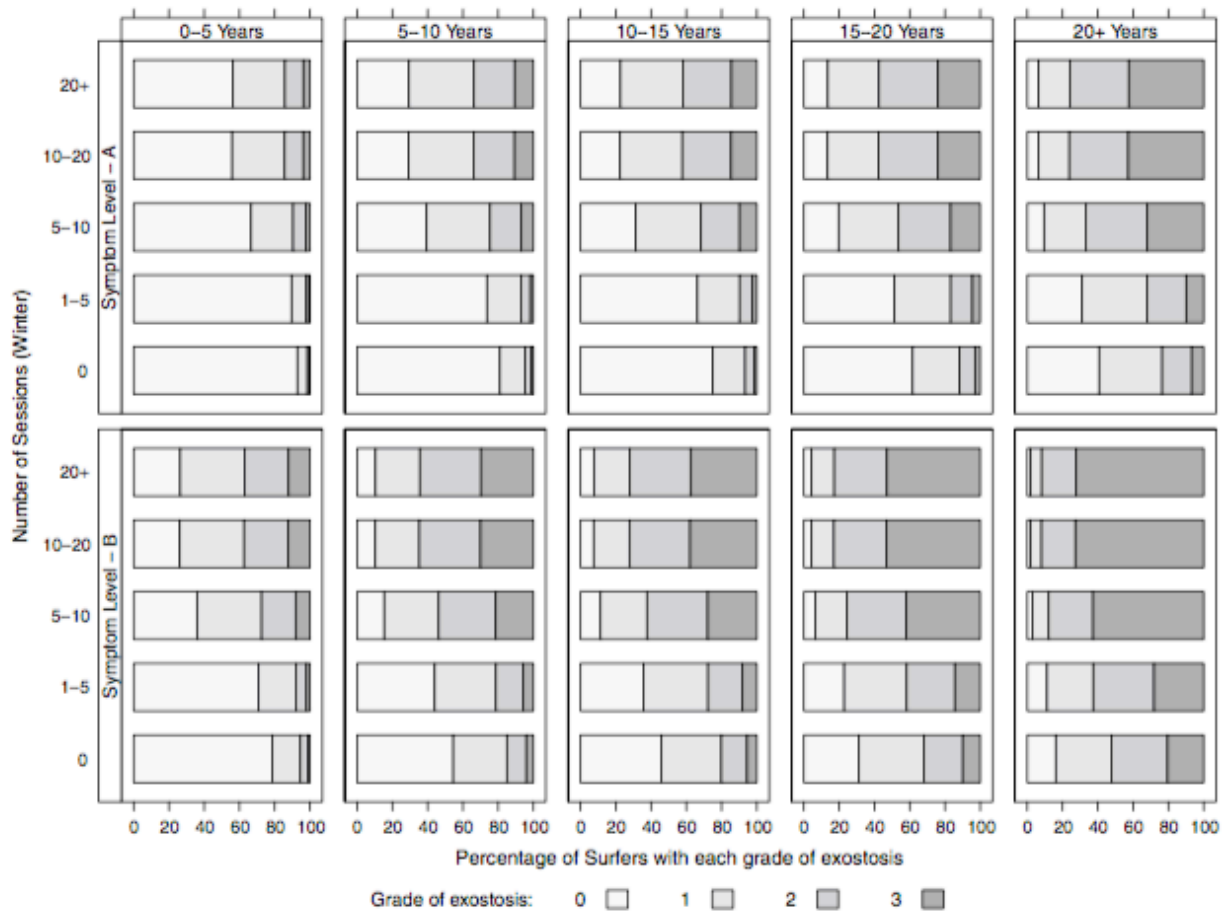 0–5 Years 5–10 Years 10–15 Years 15–20 Years 20+ Years
Number of Sessions (Winter)
Symptom Level – A
20+
10–20
5–10
1–5
0
Symptom Level – B
20+
10–20
5–10
1–5
0
0 20 40 60 80 100 0 20 40 60 80 100 0 20 40 60 80 100 0 20 40 60 80 100 0 20 40 60 80 100
Percentage of Surfers with each grade of exostosis
Grade of exostosis: 0 1 2 3